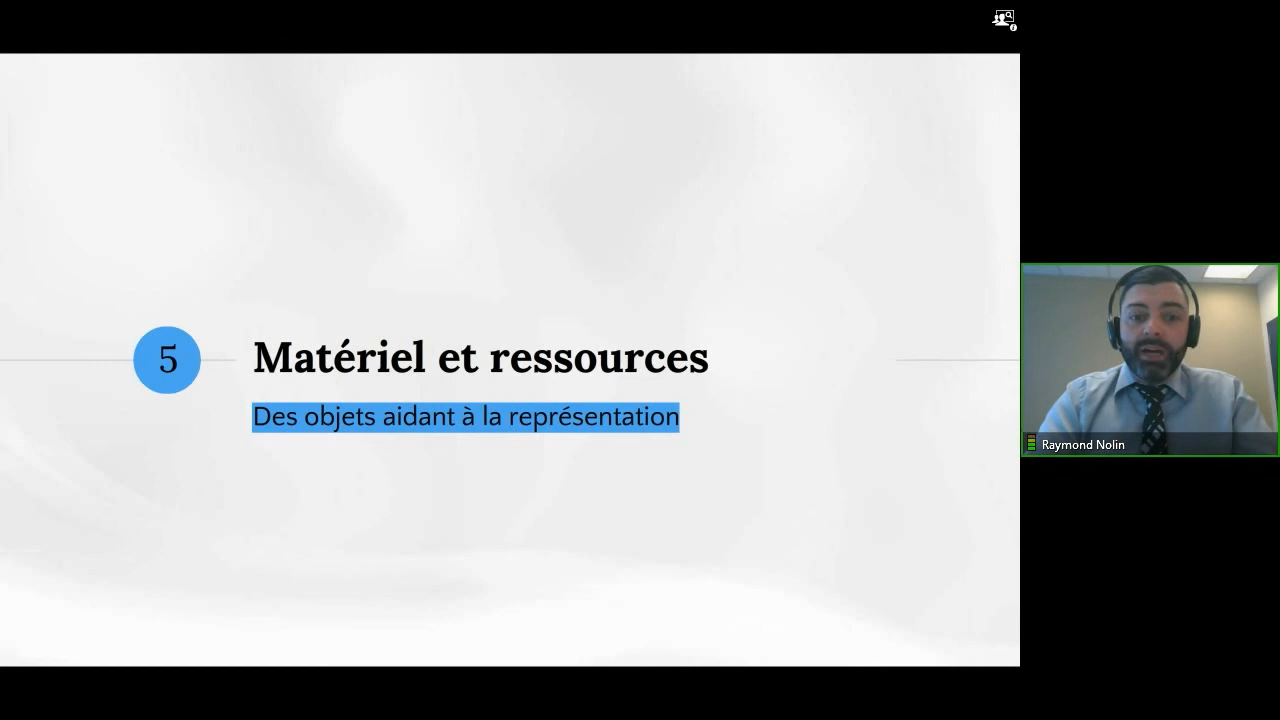 5
Matériel et ressources
Des objets aidant à la représentation
Raymond Nolin